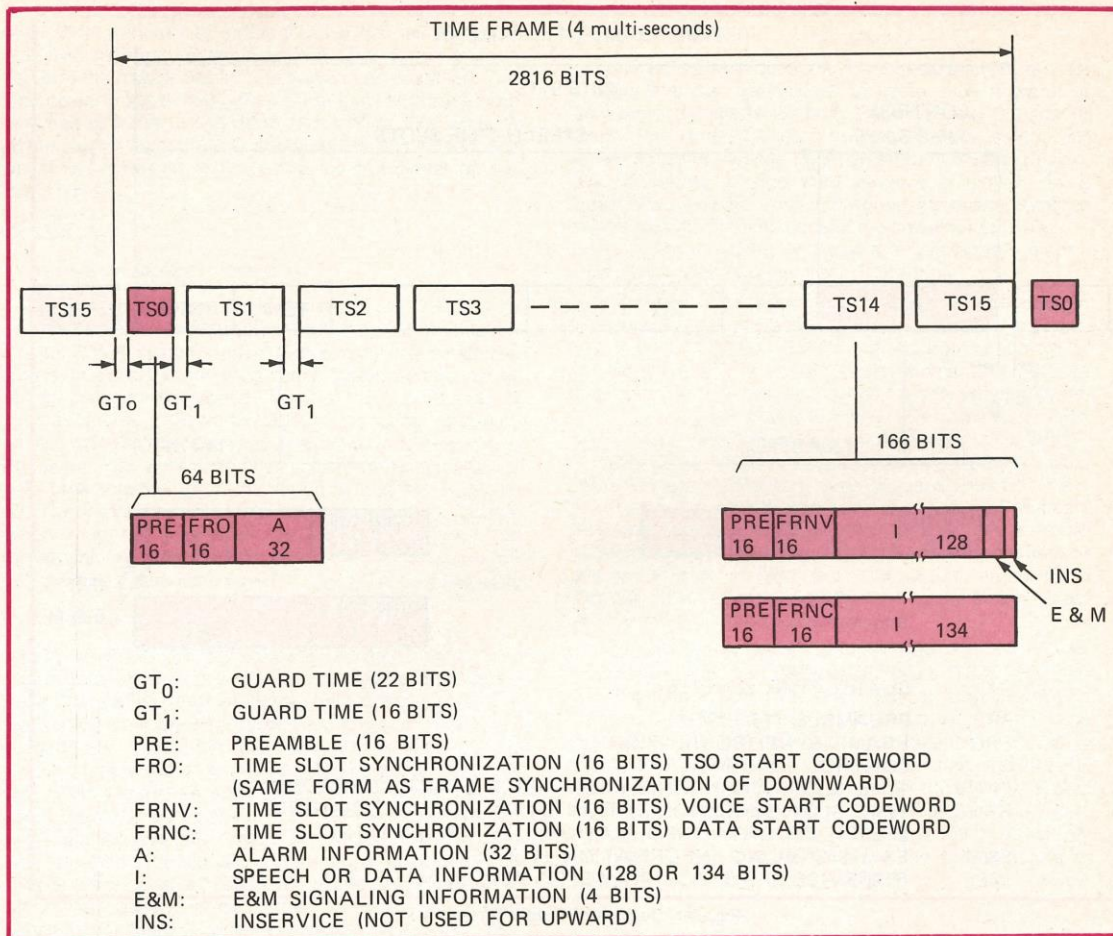 TIME FRAME (4 multi-seconds)
2816 BITS
TS15 TS0 TS1 TS2 TS3 TS14 TS15 TS0
GTo GT1 GT1
64 BITS
PRE 16 FRO 16 A 32
166 BITS
PRE 16 FRNV 16 I 128
INS
E & M
PRE 16 FRNC 16 I 134
GT0: GUARD TIME (22 BITS)
GT1: GUARD TIME (16 BITS)
PRE: PREAMBLE (16 BITS)
FRO: TIME SLOT SYNCHRONIZATION (16 BITS) TSO START CODEWORD
(SAME FORM AS FRAME SYNCHRONIZATION OF DOWNWARD)
FRNV: TIME SLOT SYNCHRONIZATION (16 BITS) VOICE START CODEWORD
FRNC: TIME SLOT SYNCHRONIZATION (16 BITS) DATA START CODEWORD
A: ALARM INFORMATION (32 BITS)
I: SPEECH OR DATA INFORMATION (128 OR 134 BITS)
E&M: E&M SIGNALING INFORMATION (4 BITS)
INS: INSERVICE (NOT USED FOR UPWARD)